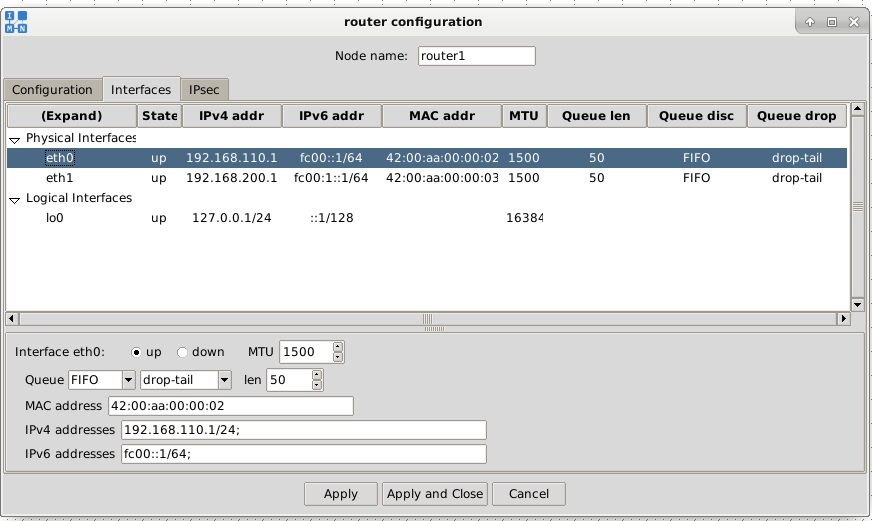 router configuration
Node name: router1
Configuration Interfaces IPsec
(Expand) State IPv4 addr IPv6 addr MAC addr MTU Queue len Queue disc Queue drop
Physical Interfaces
eth0 up 192.168.110.1 fc00::1/64 42:00:aa:00:00:02 1500 50 FIFO drop-tail
eth1 up 192.168.200.1 fc00:1::1/64 42:00:aa:00:00:03 1500 50 FIFO drop-tail
Logical Interfaces
lo0 up 127.0.0.1/24 ::1/128 16384
Interface eth0: up down MTU 1500
Queue FIFO drop-tail len 50
MAC address 42:00:aa:00:00:02
IPv4 addresses 192.168.110.1/24;
IPv6 addresses fc00::1/64;
Apply Apply and Close Cancel